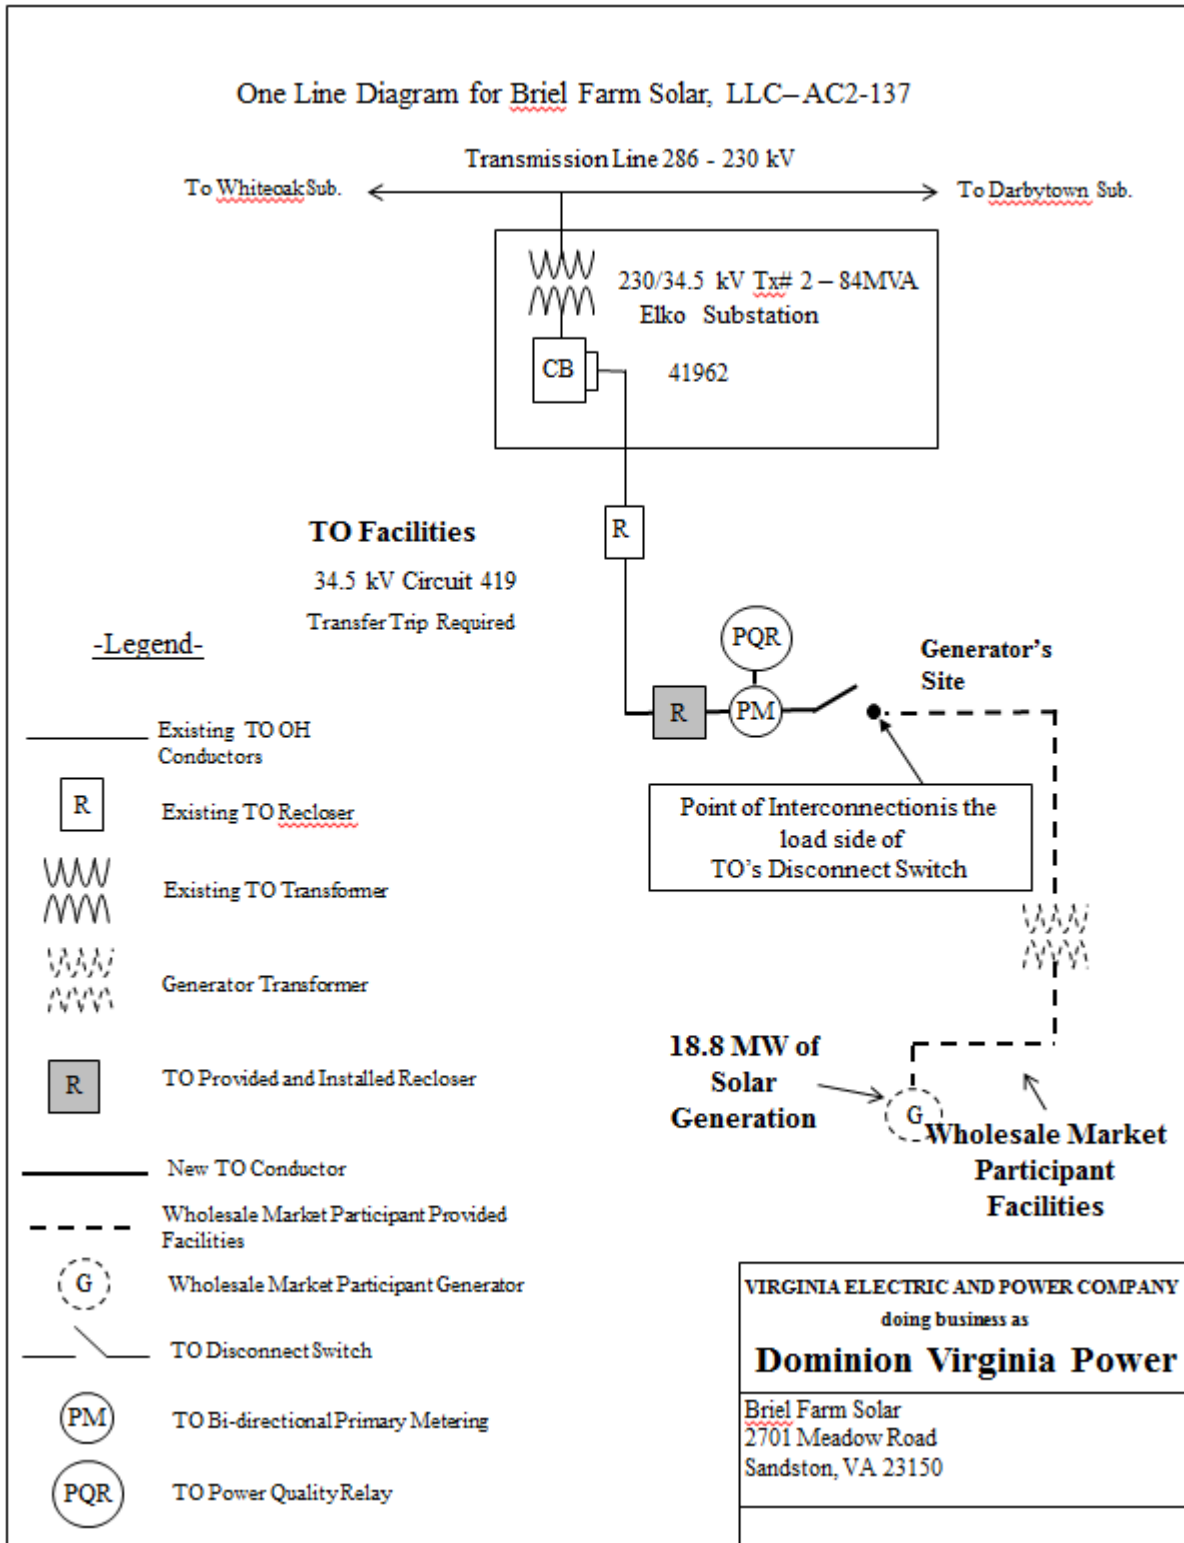 One Line Diagram for Briel Farm Solar, LLC–AC2-137
Transmission Line 286 - 230 kV
To Whiteoak Sub.
To Darbytown Sub.
230/34.5 kV Tx# 2 – 84MVA
Elko Substation
CB
41962
R
TO Facilities
34.5 kV Circuit 419
Transfer Trip Required
PQR
R
PM
Generator's
Site
Point of Interconnectionis the
load side of
TO's Disconnect Switch
18.8 MW of
Solar
Generation
G
Wholesale Market
Participant
Facilities
-Legend-
Existing TO OH
Conductors
R
Existing TO Recloser
Existing TO Transformer
Generator Transformer
R
TO Provided and Installed Recloser
New TO Conductor
Wholesale Market Participant Provided
Facilities
G
Wholesale Market Participant Generator
TO Disconnect Switch
PM
TO Bi-directional Primary Metering
PQR
TO Power Quality Relay
VIRGINIA ELECTRIC AND POWER COMPANY
doing business as
Dominion Virginia Power
Briel Farm Solar
2701 Meadow Road
Sandston, VA 23150